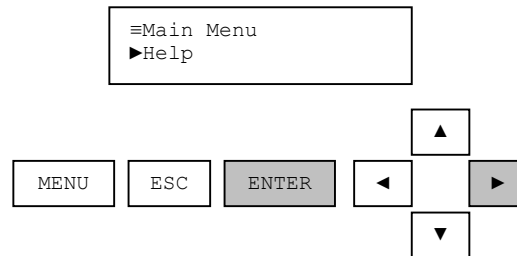 ≡Main Menu
►Help
▲
MENU ESC ENTER ◄ ►
▼